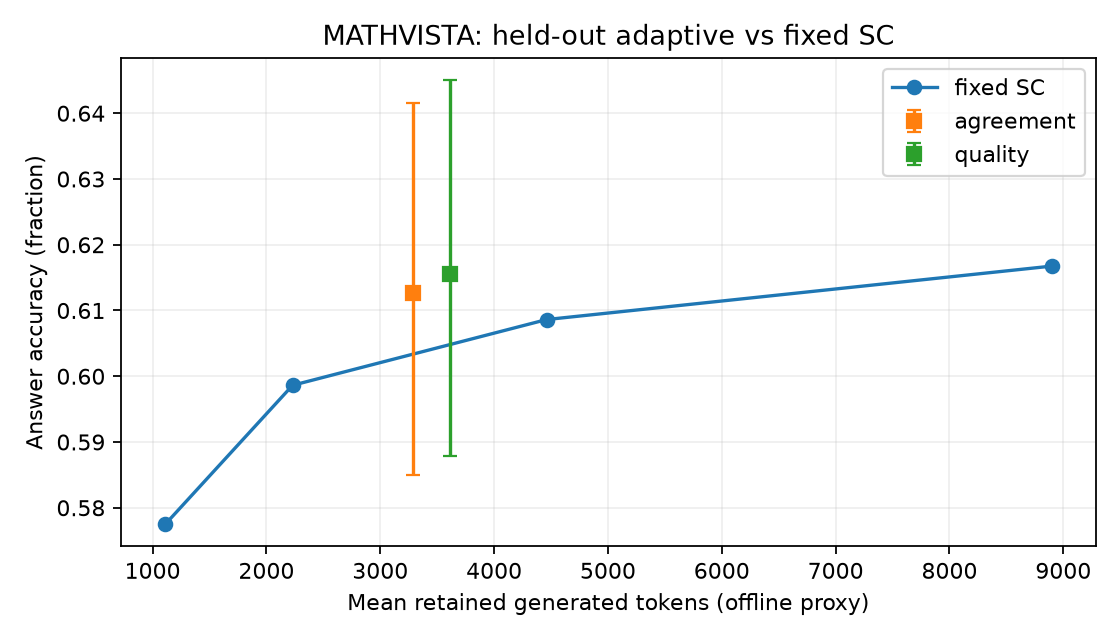 MATHVISTA: held-out adaptive vs fixed SC
fixed SC
agreement
quality
Answer accuracy (fraction)
0.64
0.63
0.62
0.61
0.60
0.59
0.58
1000 2000 3000 4000 5000 6000 7000 8000 9000
Mean retained generated tokens (offline proxy)